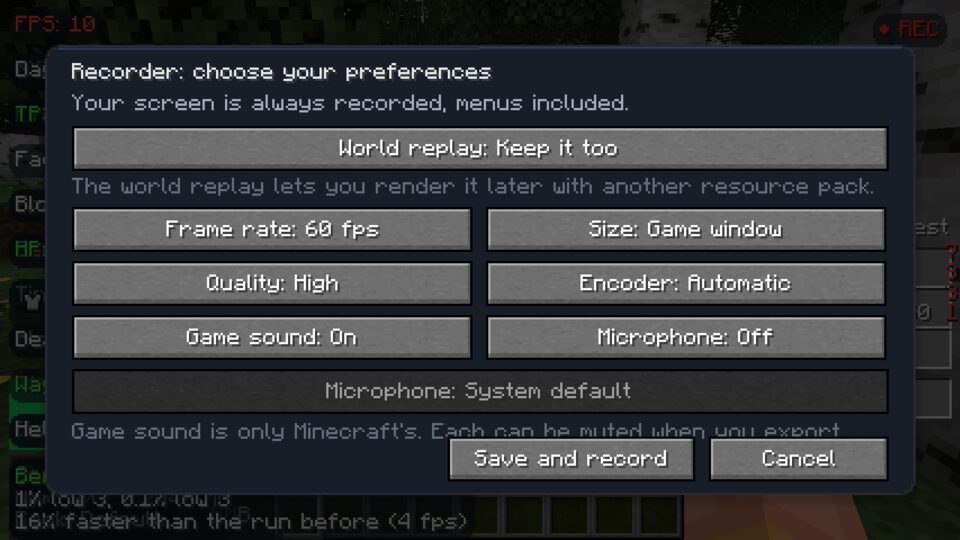 FPS: 10
REC
Recorder: choose your preferences
Your screen is always recorded, menus included.
World replay: Keep it too
The world replay lets you render it later with another resource pack.
Frame rate: 60 fps
Size: Game window
Quality: High
Encoder: Automatic
Game sound: On
Microphone: Off
Microphone: System default
Game sound is only Minecraft's. Each can be muted when you export
Save and record
Cancel
1% low 3, 0.1% low 3
16% faster than the run before (4 fps)